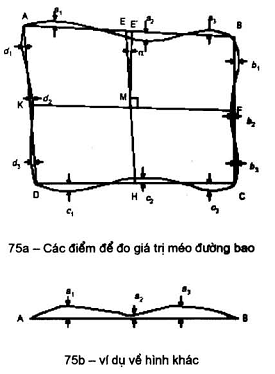 A a₁ E E' a₂ a₃ B
d₁ α b₁
K d₂ M F
b₂
d₃ b₃
D H c₂ C
c₁ c₃
75a – Các điểm để đo giá trị méo đường bao
a₁ a₂ a₃
A B
75b – ví dụ về hình khác